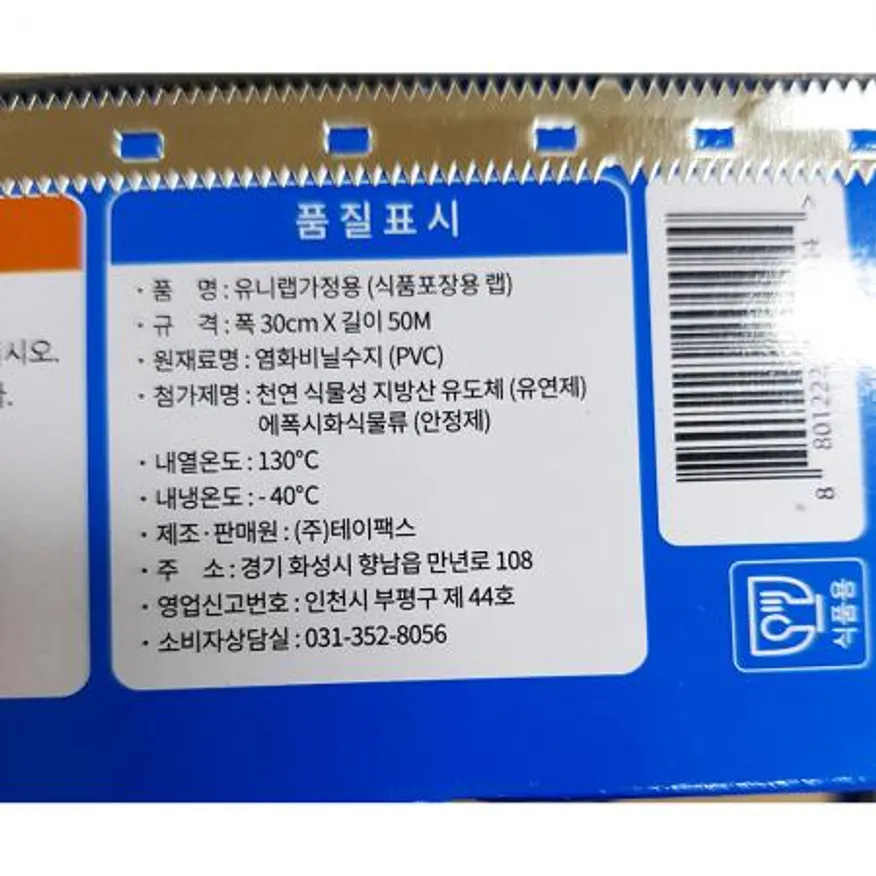 품질표시
· 품 명 : 유니랩가정용 (식품포장용 랩)
· 규 격 : 폭 30cm X 길이 50M
· 원재료명 : 염화비닐수지 (PVC)
· 첨가제명 : 천연 식물성 지방산 유도체 (유연제)
에폭시화식물류 (안정제)
· 내열온도 : 130℃
· 내냉온도 : - 40℃
· 제조·판매원 : (주)테이팩스
· 주 소 : 경기 화성시 향남읍 만년로 108
· 영업신고번호 : 인천시 부평구 제 44호
· 소비자상담실 : 031-352-8056
시오.
식품용